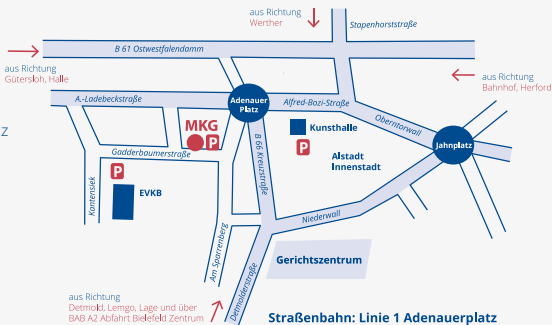 aus Richtung
Werther
Stapenhorststraße
B 61 Ostwestfalendamm
aus Richtung
Gütersloh, Halle
aus Richtung
Bahnhof, Herford
A.-Ladebeckstraße
Adenauer
Platz
Alfred-Bozi-Straße
Oberntorwall
Z
MKG
P
Kunsthalle
P
Jahnplatz
Gadderbaumerstraße
B 66 Kreuzstraße
Alstadt
Innenstadt
P
EVKB
Kantensiek
Niederwall
Am Sparrenberg
Gerichtszentrum
Detmolderstraße
aus Richtung
Detmold, Lemgo, Lage und über
BAB A2 Abfahrt Bielefeld Zentrum
Straßenbahn: Linie 1 Adenauerplatz